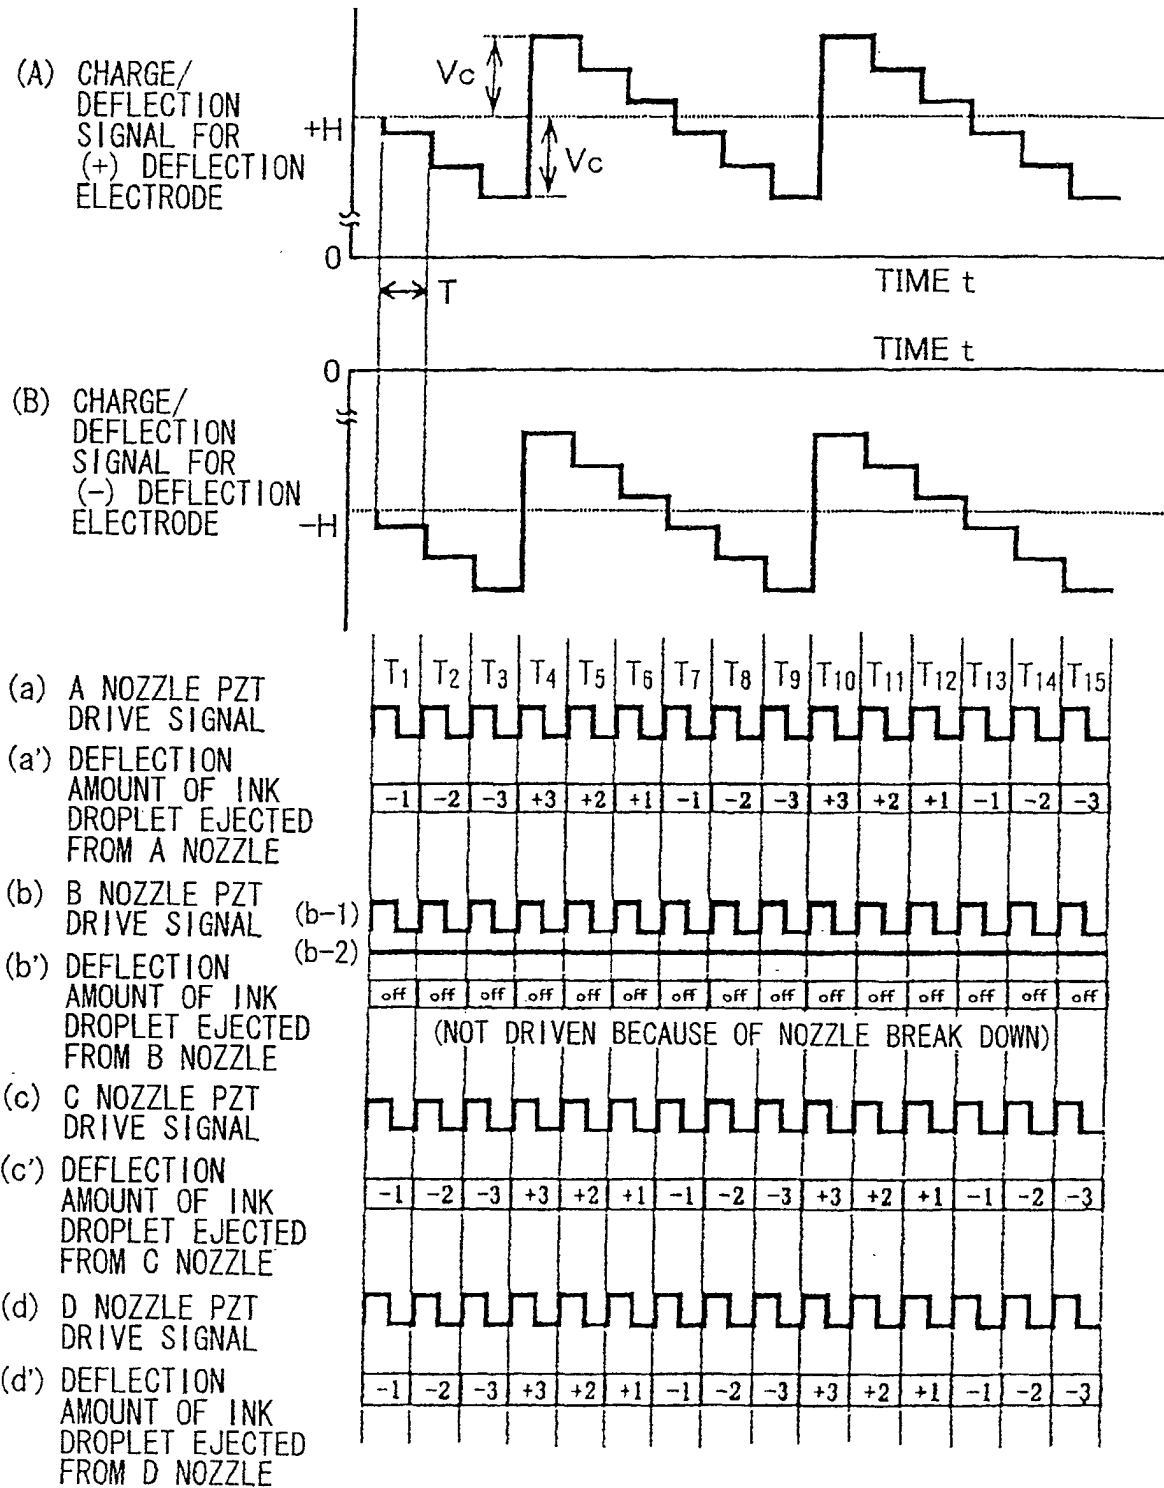 (A) CHARGE/
DEFLECTION
SIGNAL FOR
(+) DEFLECTION
ELECTRODE
Vc
+H
Vc
0
TIME t
T
TIME t
0
(B) CHARGE/
DEFLECTION
SIGNAL FOR
(-) DEFLECTION
ELECTRODE
-H
T1 T2 T3 T4 T5 T6 T7 T8 T9 T10 T11 T12 T13 T14 T15
(a) A NOZZLE PZT
DRIVE SIGNAL
(a') DEFLECTION
AMOUNT OF INK
DROPLET EJECTED
FROM A NOZZLE
-1 -2 -3 +3 +2 +1 -1 -2 -3 +3 +2 +1 -1 -2 -3
(b) B NOZZLE PZT
DRIVE SIGNAL
(b-1)
(b-2)
(b') DEFLECTION
AMOUNT OF INK
DROPLET EJECTED
FROM B NOZZLE
off off off off off off off off off off off off off off off
(NOT DRIVEN BECAUSE OF NOZZLE BREAK DOWN)
(c) C NOZZLE PZT
DRIVE SIGNAL
(c') DEFLECTION
AMOUNT OF INK
DROPLET EJECTED
FROM C NOZZLE
-1 -2 -3 +3 +2 +1 -1 -2 -3 +3 +2 +1 -1 -2 -3
(d) D NOZZLE PZT
DRIVE SIGNAL
(d') DEFLECTION
AMOUNT OF INK
DROPLET EJECTED
FROM D NOZZLE
-1 -2 -3 +3 +2 +1 -1 -2 -3 +3 +2 +1 -1 -2 -3